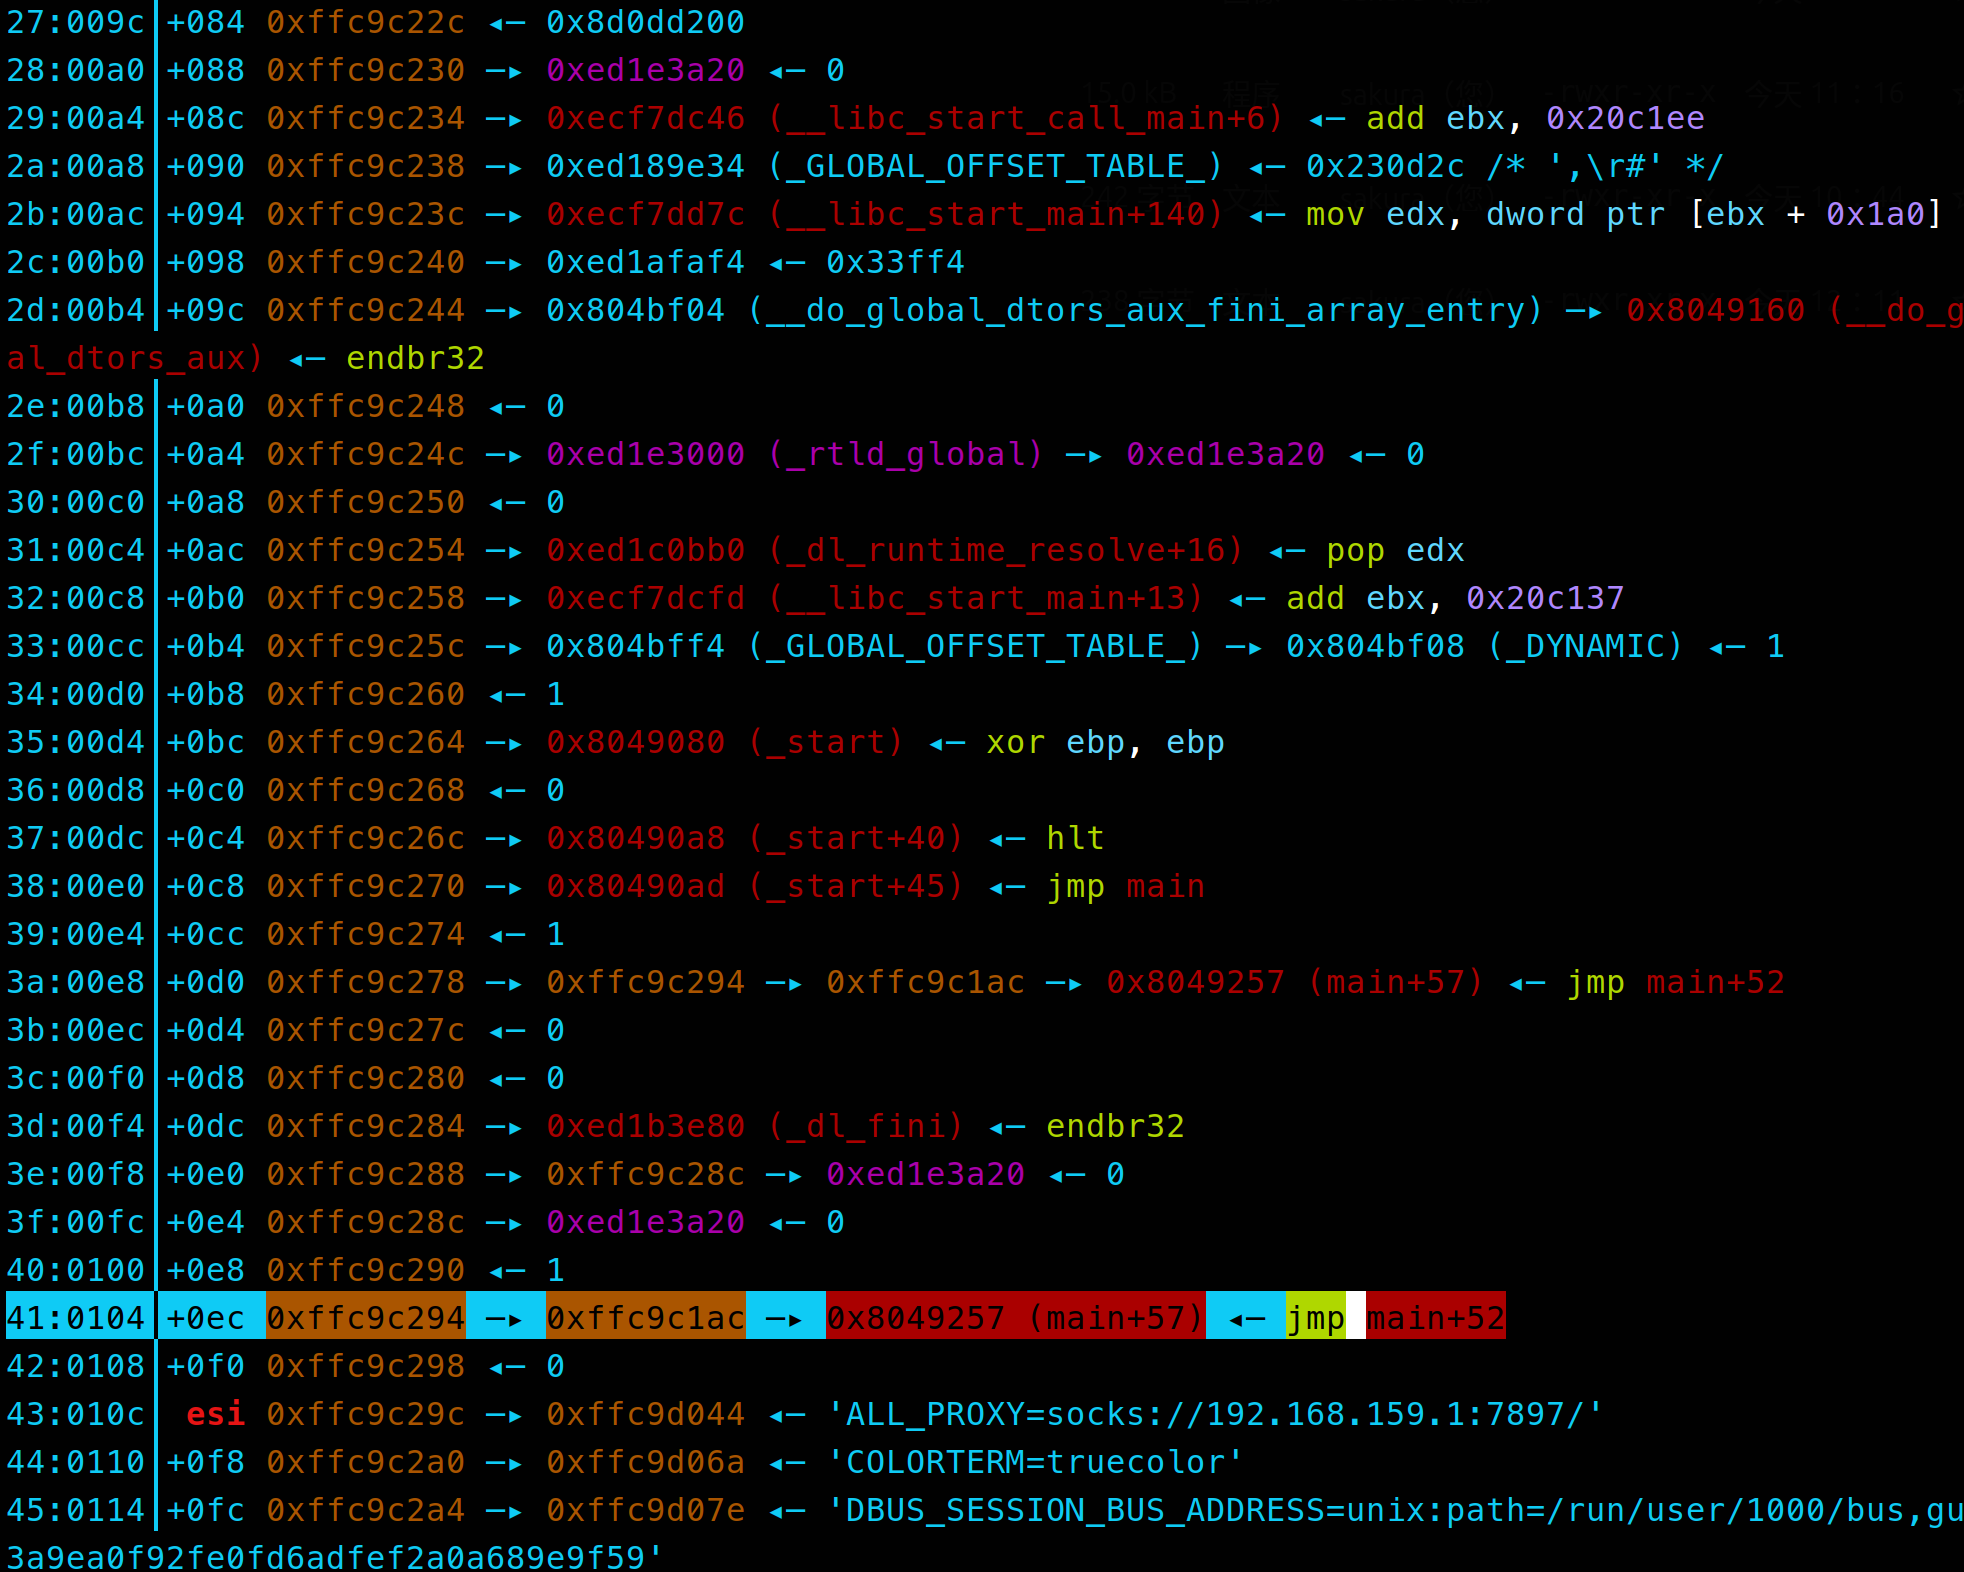 27:009c│+084 0xffc9c22c ◂— 0x8d0dd200
28:00a0│+088 0xffc9c230 —▸ 0xed1e3a20 ◂— 0
29:00a4│+08c 0xffc9c234 —▸ 0xecf7dc46 (__libc_start_call_main+6) ◂— add ebx, 0x20c1ee
2a:00a8│+090 0xffc9c238 —▸ 0xed189e34 (_GLOBAL_OFFSET_TABLE_) ◂— 0x230d2c /* ',\r#' */
2b:00ac│+094 0xffc9c23c —▸ 0xecf7dd7c (__libc_start_main+140) ◂— mov edx, dword ptr [ebx + 0x1a0]
2c:00b0│+098 0xffc9c240 —▸ 0xed1afaf4 ◂— 0x33ff4
2d:00b4│+09c 0xffc9c244 —▸ 0x804bf04 (__do_global_dtors_aux_fini_array_entry) —▸ 0x8049160 (__do_g
al_dtors_aux) ◂— endbr32
2e:00b8│+0a0 0xffc9c248 ◂— 0
2f:00bc│+0a4 0xffc9c24c —▸ 0xed1e3000 (_rtld_global) —▸ 0xed1e3a20 ◂— 0
30:00c0│+0a8 0xffc9c250 ◂— 0
31:00c4│+0ac 0xffc9c254 —▸ 0xed1c0bb0 (_dl_runtime_resolve+16) ◂— pop edx
32:00c8│+0b0 0xffc9c258 —▸ 0xecf7dcfd (__libc_start_main+13) ◂— add ebx, 0x20c137
33:00cc│+0b4 0xffc9c25c —▸ 0x804bff4 (_GLOBAL_OFFSET_TABLE_) —▸ 0x804bf08 (_DYNAMIC) ◂— 1
34:00d0│+0b8 0xffc9c260 ◂— 1
35:00d4│+0bc 0xffc9c264 —▸ 0x8049080 (_start) ◂— xor ebp, ebp
36:00d8│+0c0 0xffc9c268 ◂— 0
37:00dc│+0c4 0xffc9c26c —▸ 0x80490a8 (_start+40) ◂— hlt
38:00e0│+0c8 0xffc9c270 —▸ 0x80490ad (_start+45) ◂— jmp main
39:00e4│+0cc 0xffc9c274 ◂— 1
3a:00e8│+0d0 0xffc9c278 —▸ 0xffc9c294 —▸ 0xffc9c1ac —▸ 0x8049257 (main+57) ◂— jmp main+52
3b:00ec│+0d4 0xffc9c27c ◂— 0
3c:00f0│+0d8 0xffc9c280 ◂— 0
3d:00f4│+0dc 0xffc9c284 —▸ 0xed1b3e80 (_dl_fini) ◂— endbr32
3e:00f8│+0e0 0xffc9c288 —▸ 0xffc9c28c —▸ 0xed1e3a20 ◂— 0
3f:00fc│+0e4 0xffc9c28c —▸ 0xed1e3a20 ◂— 0
40:0100│+0e8 0xffc9c290 ◂— 1
41:0104│+0ec 0xffc9c294 —▸ 0xffc9c1ac —▸ 0x8049257 (main+57) ◂— jmp main+52
42:0108│+0f0 0xffc9c298 ◂— 0
43:010c│ esi 0xffc9c29c —▸ 0xffc9d044 ◂— 'ALL_PROXY=socks://192.168.159.1:7897/'
44:0110│+0f8 0xffc9c2a0 —▸ 0xffc9d06a ◂— 'COLORTERM=truecolor'
45:0114│+0fc 0xffc9c2a4 —▸ 0xffc9d07e ◂— 'DBUS_SESSION_BUS_ADDRESS=unix:path=/run/user/1000/bus,gu
3a9ea0f92fe0fd6adfef2a0a689e9f59'